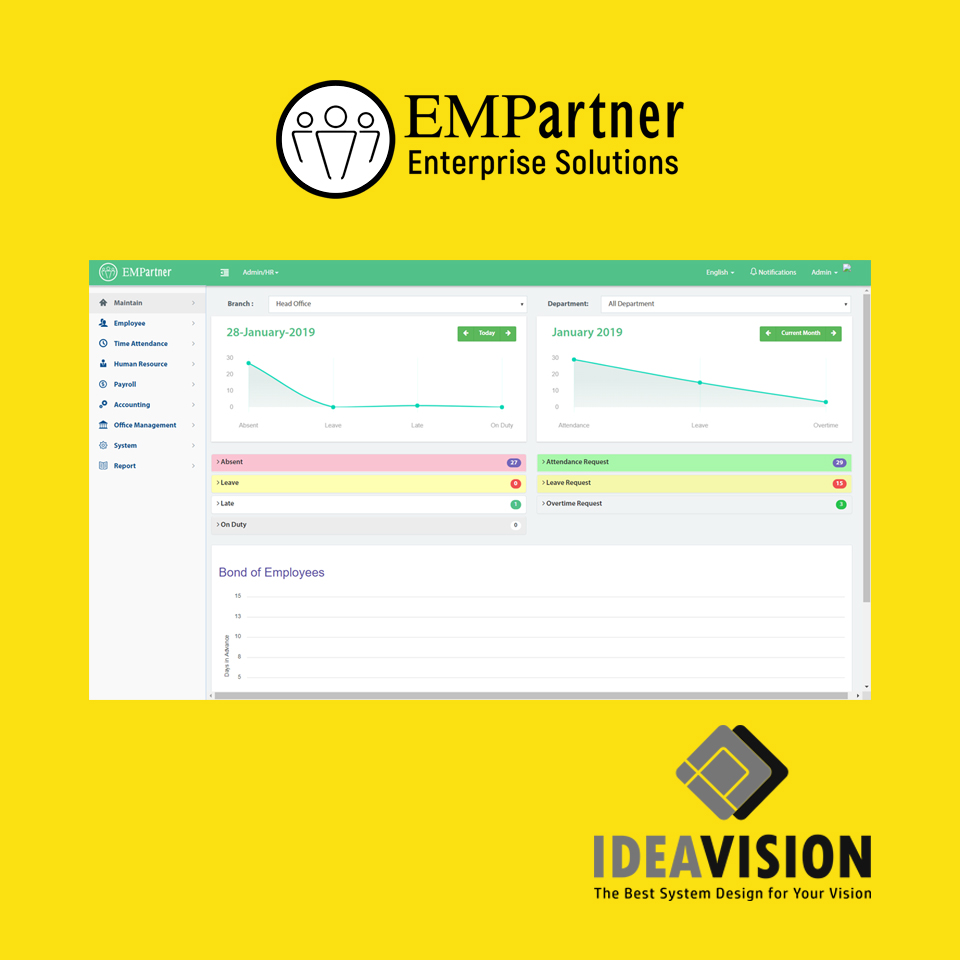 EMPartner
Enterprise Solutions
EMPartner
Admin/HR
English
Notifications
Admin
Maintain
Employee
Time Attendance
Human Resource
Payroll
Accounting
Office Management
System
Report
Branch :
Head Office
Department:
All Department
28-January-2019
Today
30
20
10
0
Absent
Leave
Late
On Duty
January 2019
Current Month
30
20
10
0
Attendance
Leave
Overtime
Absent 27
Leave 0
Late 1
On Duty 0
Attendance Request 29
Leave Request 15
Overtime Request 3
Bond of Employees
Days In Advance
15
13
10
8
5
IDEAVISION
The Best System Design for Your Vision